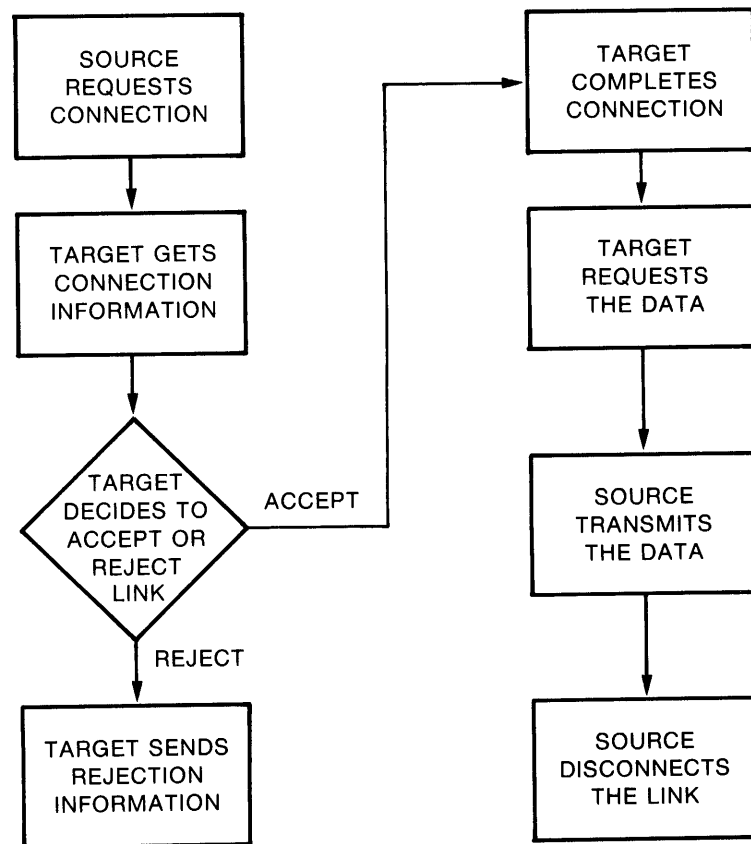 SOURCE
REQUESTS
CONNECTION
TARGET GETS
CONNECTION
INFORMATION
TARGET
DECIDES TO
ACCEPT OR
REJECT
LINK
ACCEPT
REJECT
TARGET SENDS
REJECTION
INFORMATION
TARGET
COMPLETES
CONNECTION
TARGET
REQUESTS
THE DATA
SOURCE
TRANSMITS
THE DATA
SOURCE
DISCONNECTS
THE LINK